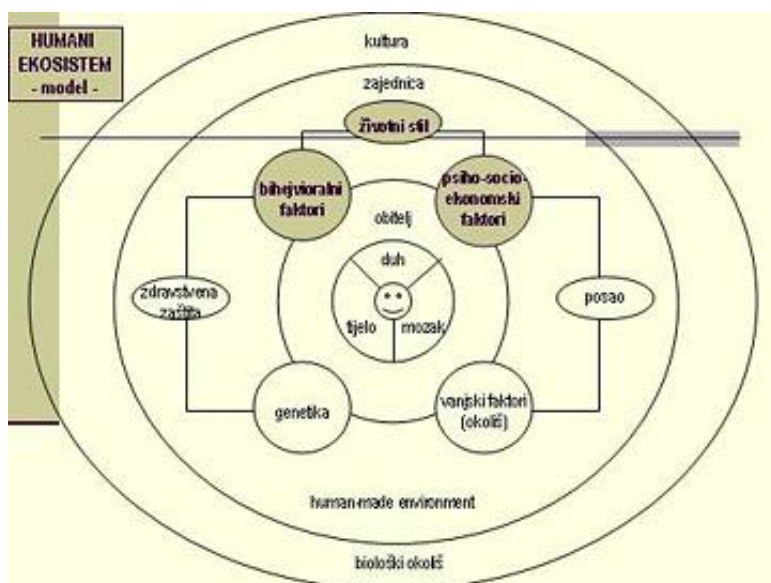 HUMANI
EKOSISTEM
- model -
kultura
zajednica
životni stil
bihejvioralni
faktori
psiho-socio-
ekonomski
faktori
obitelj
duh
tijelo
mozak
zdravstvena
zaštita
posao
genetika
vanjski faktori
(okoliš)
human-made environment
biološki okoliš